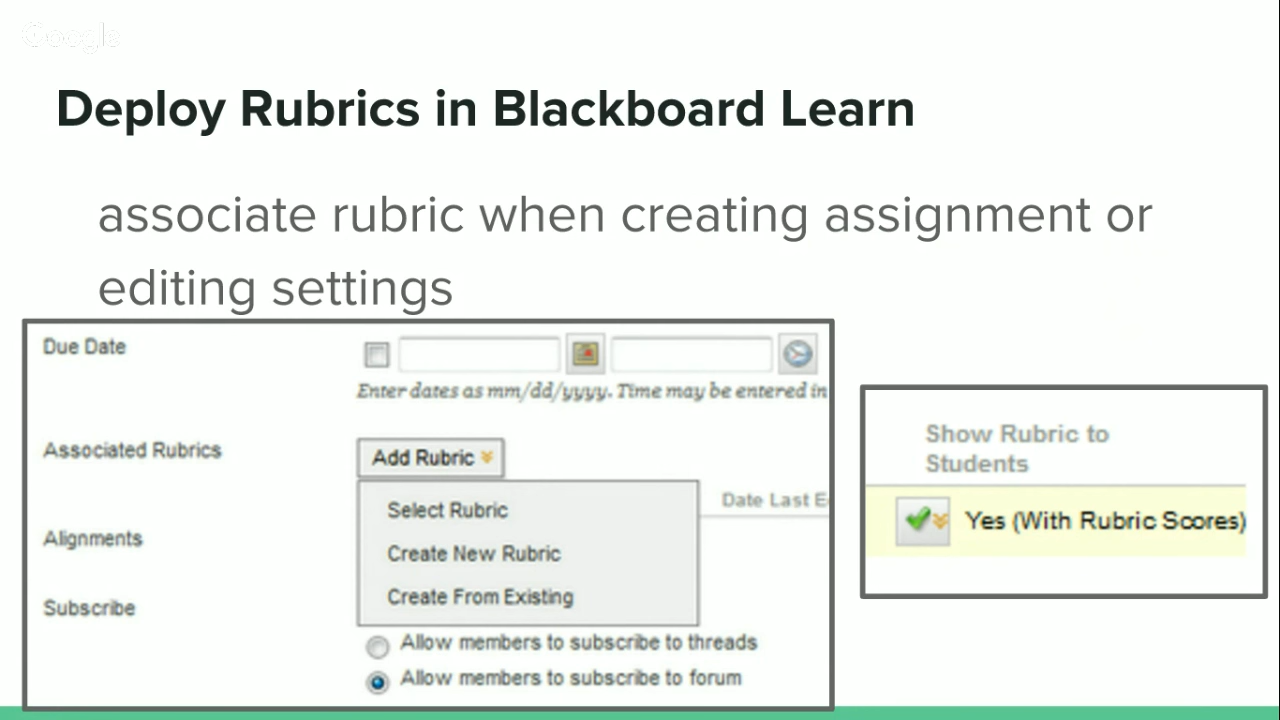 Google
Deploy Rubrics in Blackboard Learn
associate rubric when creating assignment or
editing settings
Due Date
Enter dates as mm/dd/yyyy. Time may be entered in
Associated Rubrics
Add Rubric
Date Last E
Select Rubric
Create New Rubric
Create From Existing
Alignments
Subscribe
Allow members to subscribe to threads
Allow members to subscribe to forum
Show Rubric to
Students
Yes (With Rubric Scores)